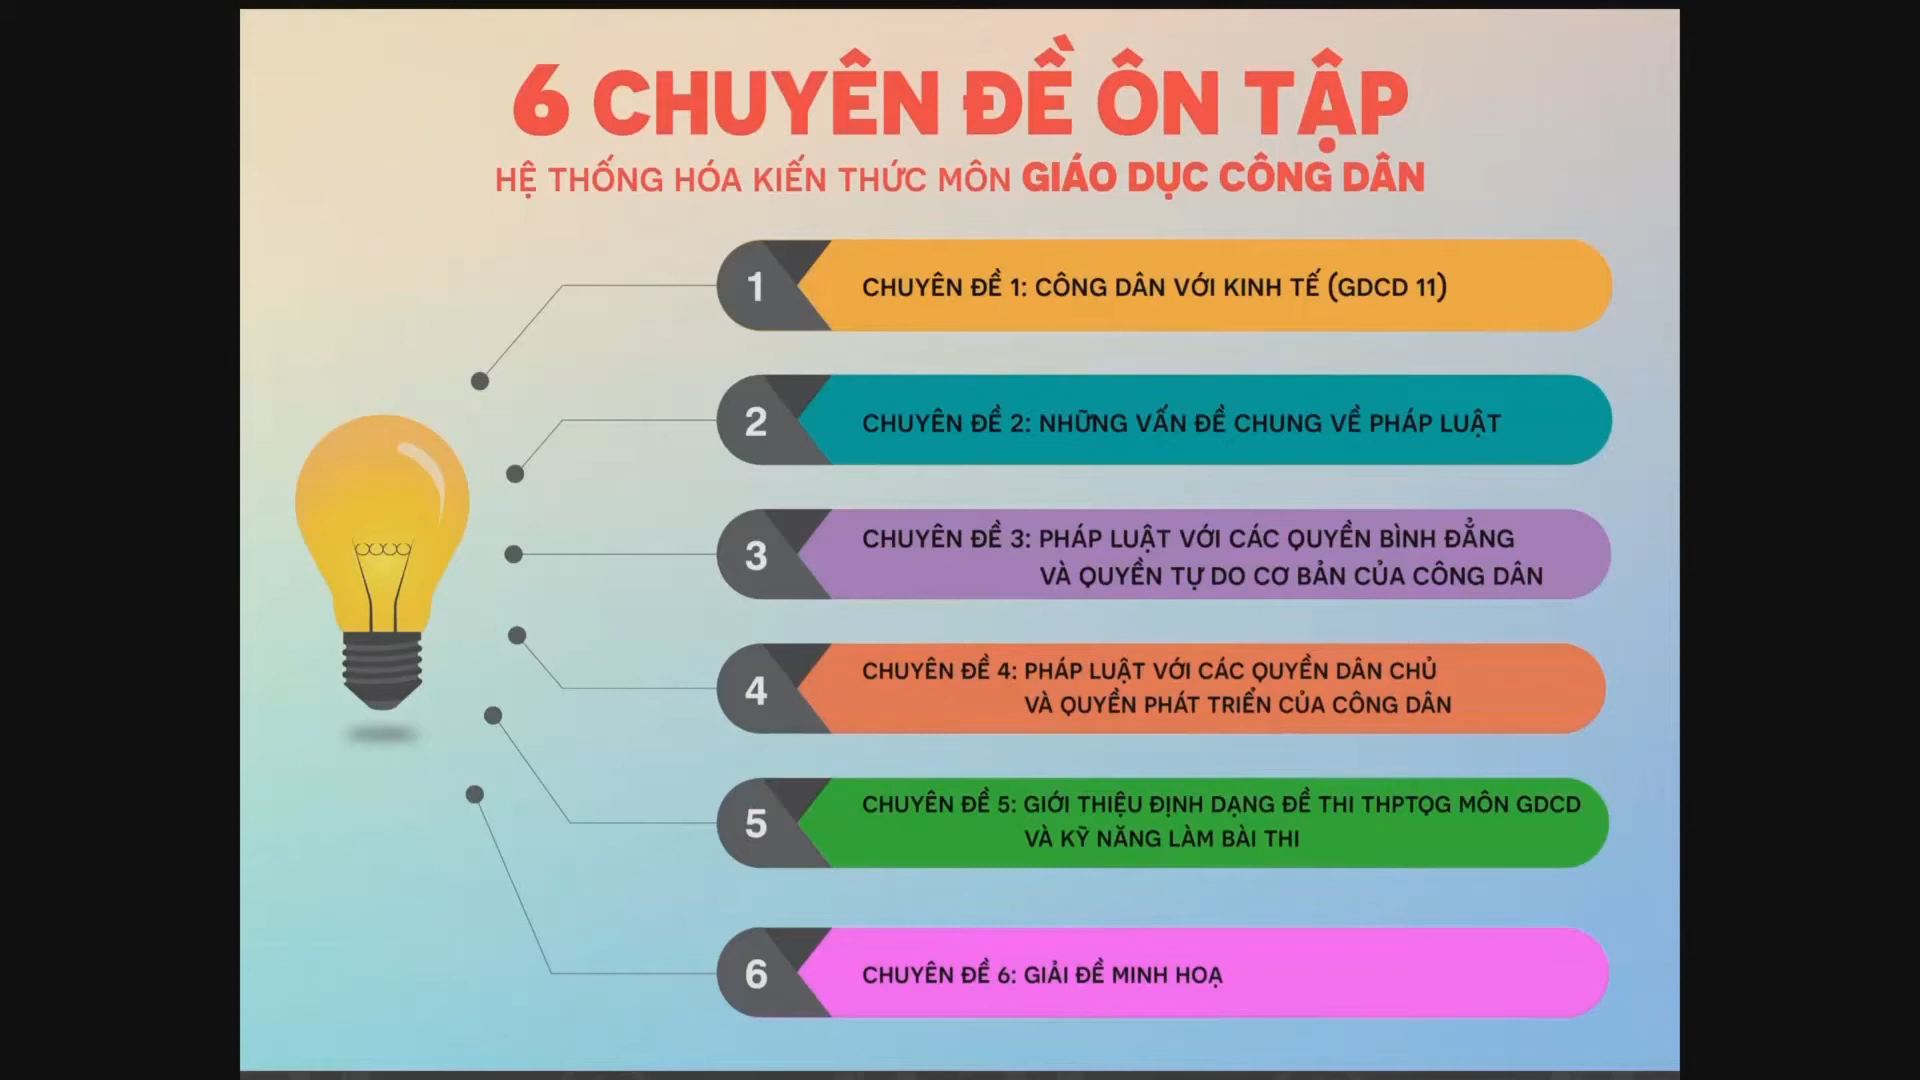 6 CHUYÊN ĐỀ ÔN TẬP
HỆ THỐNG HÓA KIẾN THỨC MÔN GIÁO DỤC CÔNG DÂN
1
CHUYÊN ĐỀ 1: CÔNG DÂN VỚI KINH TẾ (GDCD 11)
2
CHUYÊN ĐỀ 2: NHỮNG VẤN ĐỀ CHUNG VỀ PHÁP LUẬT
3
CHUYÊN ĐỀ 3: PHÁP LUẬT VỚI CÁC QUYỀN BÌNH ĐẲNG
VÀ QUYỀN TỰ DO CƠ BẢN CỦA CÔNG DÂN
4
CHUYÊN ĐỀ 4: PHÁP LUẬT VỚI CÁC QUYỀN DÂN CHỦ
VÀ QUYỀN PHÁT TRIỂN CỦA CÔNG DÂN
5
CHUYÊN ĐỀ 5: GIỚI THIỆU ĐỊNH DẠNG ĐỀ THI THPTQG MÔN GDCD
VÀ KỸ NĂNG LÀM BÀI THI
6
CHUYÊN ĐỀ 6: GIẢI ĐỀ MINH HOẠ